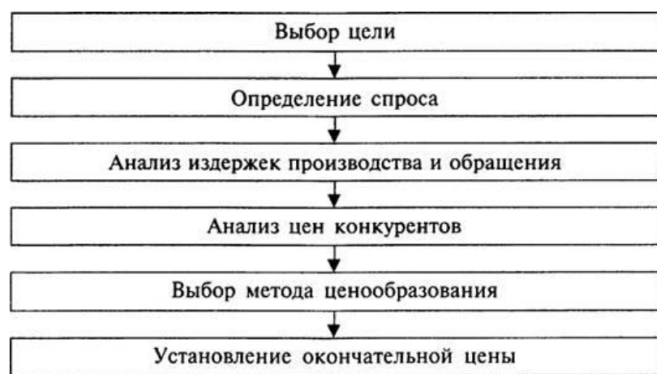 Выбор цели
Определение спроса
Анализ издержек производства и обращения
Анализ цен конкурентов
Выбор метода ценообразования
Установление окончательной цены